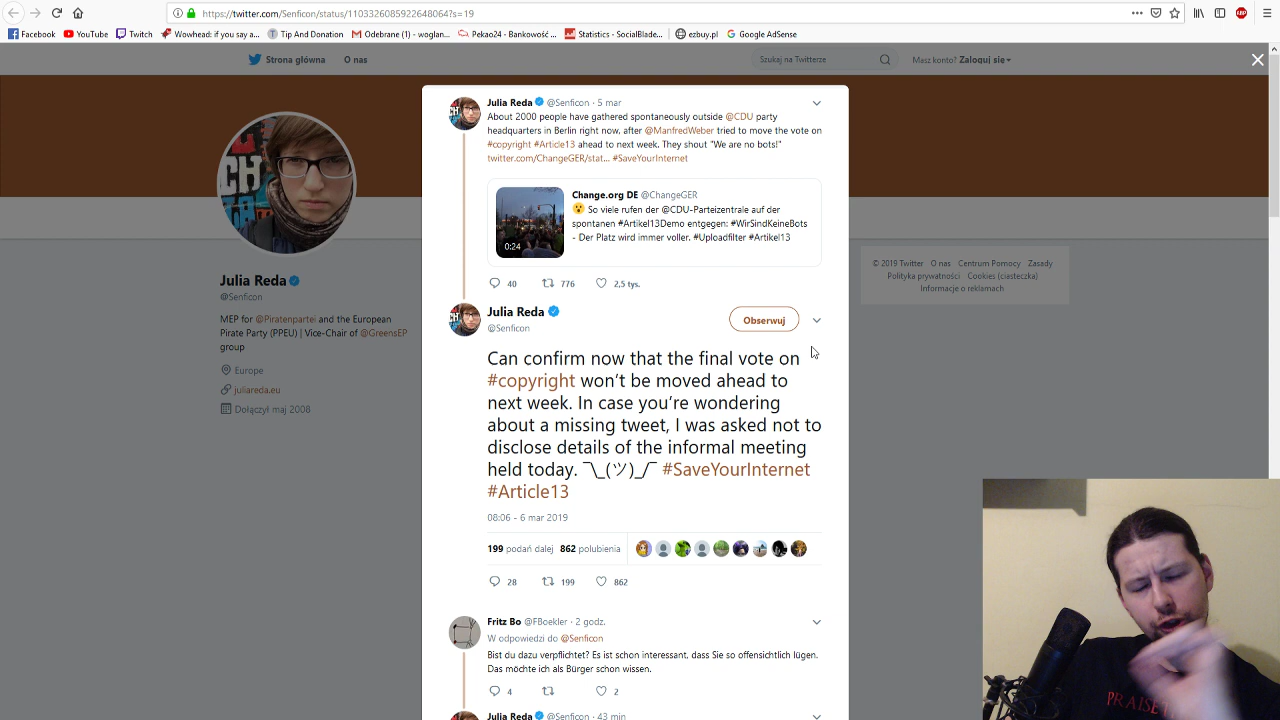 https://twitter.com/Senficon/status/1103326085922648064?s=19
Facebook YouTube Twitch Wowhead: if you say a... Tip And Donation Odebrane (1) - woglan... Pekao24 - Bankowość ... Statistics - SocialBlade... ezbuy.pl Google AdSense
Strona główna O nas Szukaj na Twitterze Masz konto? Zaloguj się
Julia Reda @Senficon · 5 mar
About 2000 people have gathered spontaneously outside @CDU party
headquarters in Berlin right now, after @ManfredWeber tried to move the vote on
#copyright #Article13 ahead to next week. They shout "We are no bots!"
twitter.com/ChangeGER/stat... #SaveYourInternet
Change.org DE @ChangeGER
So viele rufen der @CDU-Parteizentrale auf der
spontanen #Artikel13Demo entgegen: #WirSindKeineBots
- Der Platz wird immer voller. #Uploadfilter #Artikel13
0:24
40 776 2,5 tys.
Julia Reda
@Senficon
Obserwuj
Can confirm now that the final vote on
#copyright won't be moved ahead to
next week. In case you're wondering
about a missing tweet, I was asked not to
disclose details of the informal meeting
held today. ¯\_(ツ)_/¯ #SaveYourInternet
#Article13
08:06 - 6 mar 2019
199 podań dalej 862 polubienia
28 199 862
Fritz Bo @FBoekler · 2 godz.
W odpowiedzi do @Senficon
Bist du dazu verpflichtet? Es ist schon interessant, dass Sie so offensichtlich lügen.
Das möchte ich als Bürger schon wissen.
4 2
Julia Reda @Senficon · 43 min
Julia Reda
@Senficon
MEP for @Piratenpartei and the European
Pirate Party (PPEU) | Vice-Chair of @GreensEP
group
Europe
juliareda.eu
Dołączył maj 2008
© 2019 Twitter O nas Centrum Pomocy Zasady
Polityka prywatności Cookies (ciasteczka)
Informacje o reklamach